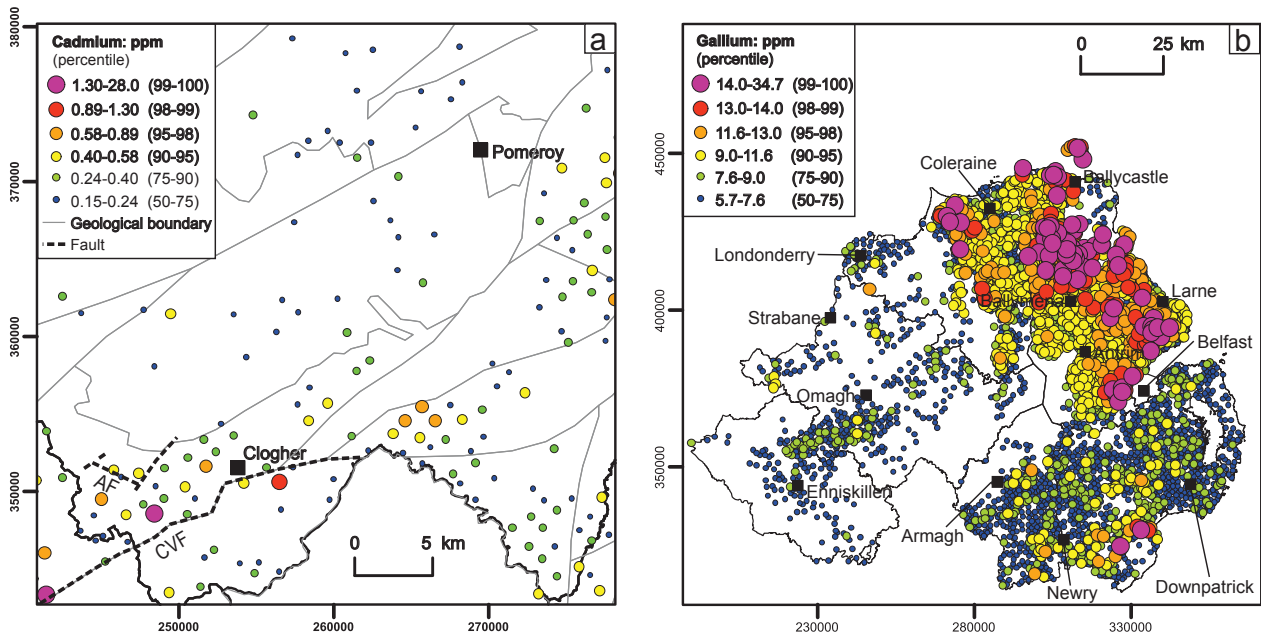 a
Cadmium: ppm
(percentile)
1.30-28.0 (99-100)
0.89-1.30 (98-99)
0.58-0.89 (95-98)
0.40-0.58 (90-95)
0.24-0.40 (75-90)
0.15-0.24 (50-75)
Geological boundary
Fault
Pomeroy
Clogher
AF
CVF
0 5 km
380000
370000
360000
350000
250000 260000 270000
b
Gallium: ppm
(percentile)
14.0-34.7 (99-100)
13.0-14.0 (98-99)
11.6-13.0 (95-98)
9.0-11.6 (90-95)
7.6-9.0 (75-90)
5.7-7.6 (50-75)
0 25 km
Coleraine
Ballycastle
Londonderry
Ballymena
Larne
Strabane
Belfast
Antrim
Omagh
Enniskillen
Armagh
Newry
Downpatrick
450000
400000
350000
230000 280000 330000